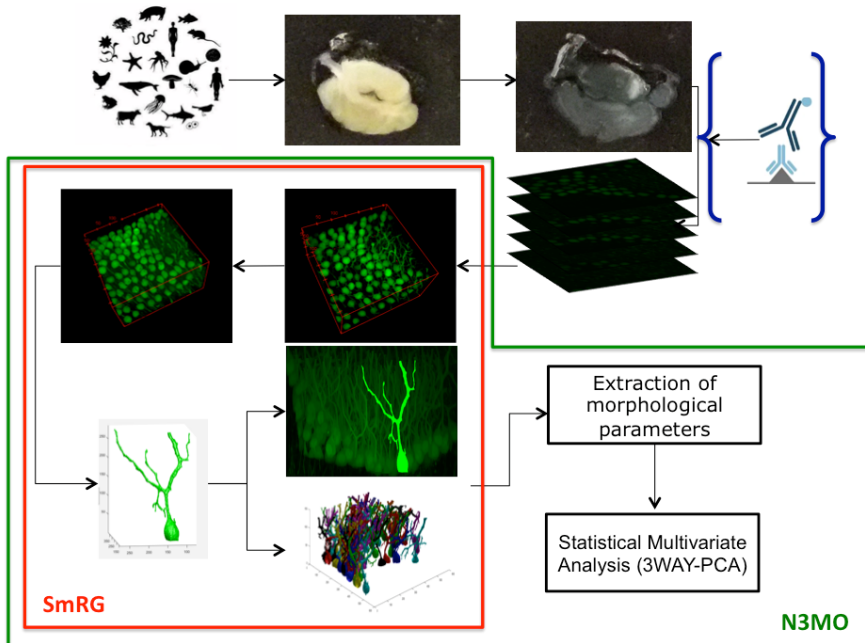 Extraction of
morphological
parameters
Statistical Multivariate
Analysis (3WAY-PCA)
SmRG
N3MO